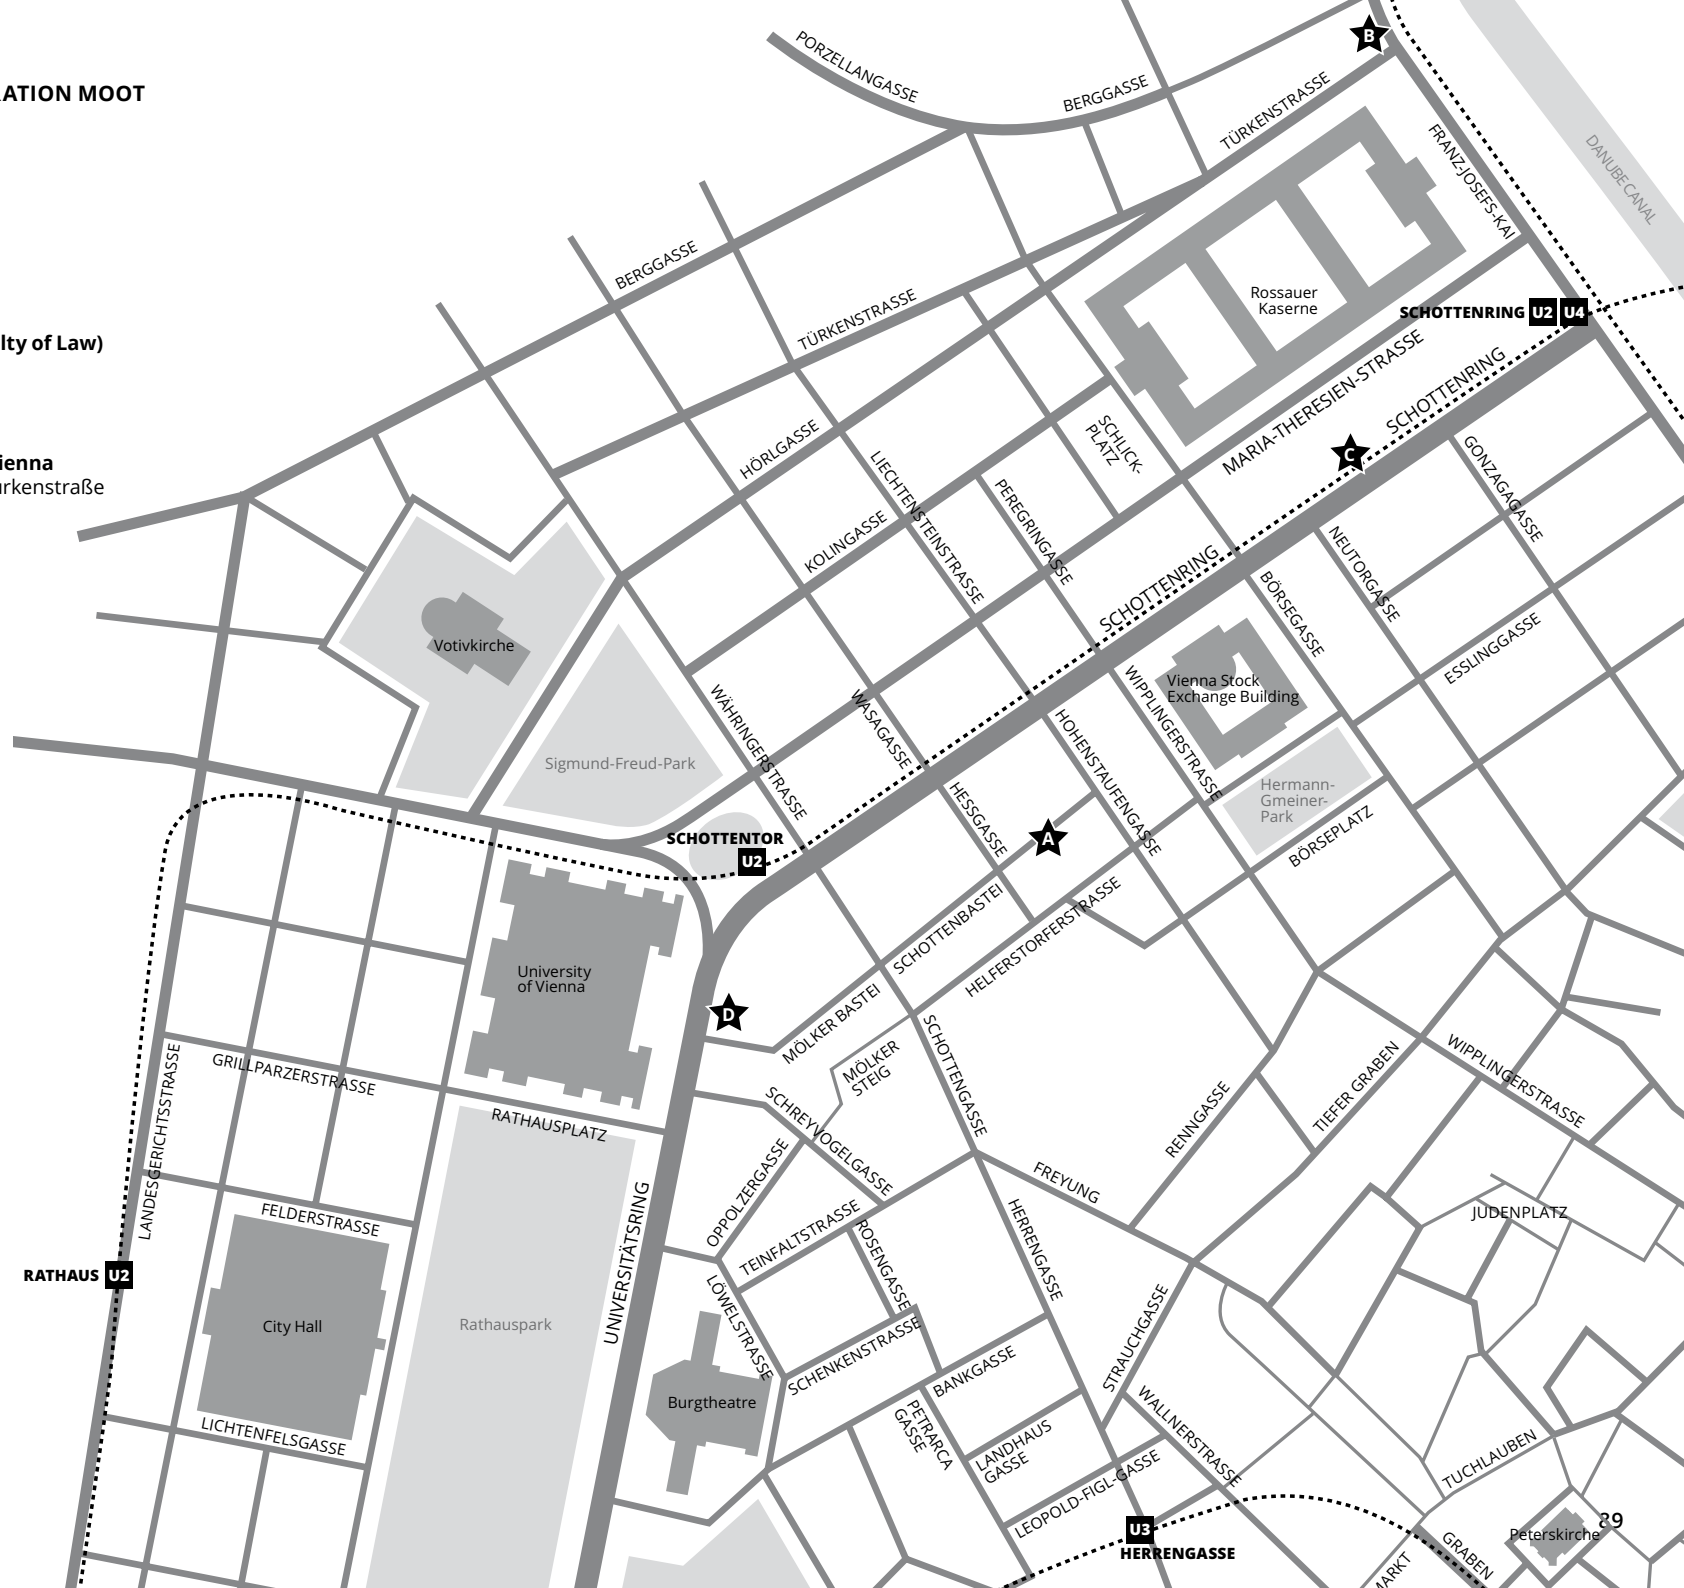 ATION MOOT
lty of Law)
ienna
urkenstraße
B
PORZELLANGASSE
BERGGASSE
TÜRKENSTRASSE
FRANZ-JOSEFS-KAI
DANUBE CANAL
BERGGASSE
TÜRKENSTRASSE
Rossauer
Kaserne
SCHOTTENRING U2 U4
MARIA-THERESIEN-STRASSE
SCHOTTENRING
HÖRLGASSE
SCHLICK-
PLATZ
C
GONZAGAGASSE
LIECHTENSTEINSTRASSE
PEREGRINGASSE
KOLINGASSE
SCHOTTENRING
NEUTORGASSE
BÖRSEGASSE
Votivkirche
ESSLINGGASSE
Vienna Stock
Exchange Building
WIPPLINGERSTRASSE
WÄHRINGERSTRASSE
WASAGASSE
HOHENSTAUFENGASSE
Sigmund-Freud-Park
Hermann-
Gmeiner-
Park
HESSGASSE
BÖRSEPLATZ
SCHOTTENTOR
U2
A
SCHOTTENBASTEI
HELFERSTORFERSTRASSE
University
of Vienna
D
MÖLKER BASTEI
MÖLKER
STEIG
SCHOTTENGASSE
GRILLPARZERSTRASSE
LANDESGERICHTSSTRASSE
RATHAUSPLATZ
SCHREYVOGELGASSE
RENNGASSE
TIEFER GRABEN
WIPPLINGERSTRASSE
OPPOLZERGASSE
FREYUNG
FELDERSTRASSE
TEINFALTSTRASSE
ROSENGASSE
HERRENGASSE
JUDENPLATZ
UNIVERSITÄTSRING
RATHAUS U2
City Hall
Rathauspark
LÖWELSTRASSE
SCHENKENSTRASSE
STRAUCHGASSE
BANKGASSE
Burgtheatre
PETRARCA
GASSE
LANDHAUS
GASSE
WALLNERSTRASSE
LICHTENFELSGASSE
LEOPOLD-FIGL-GASSE
TUCHLAUBEN
U3
HERRENGASSE
89
Peterskirche
GRABEN
MARKT